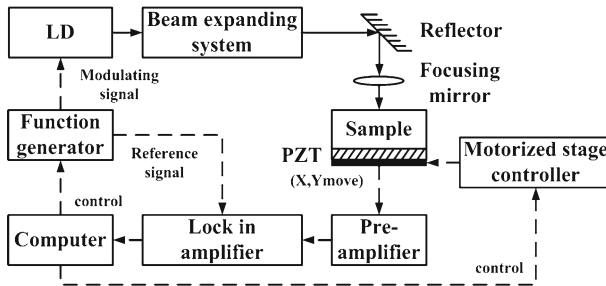 LD
Beam expanding
system
Reflector
Modulating
signal
Focusing
mirror
Function
generator
Reference
signal
Sample
PZT
(X,Ymove)
Motorized stage
controller
control
Computer
Lock in
amplifier
Pre-
amplifier
control